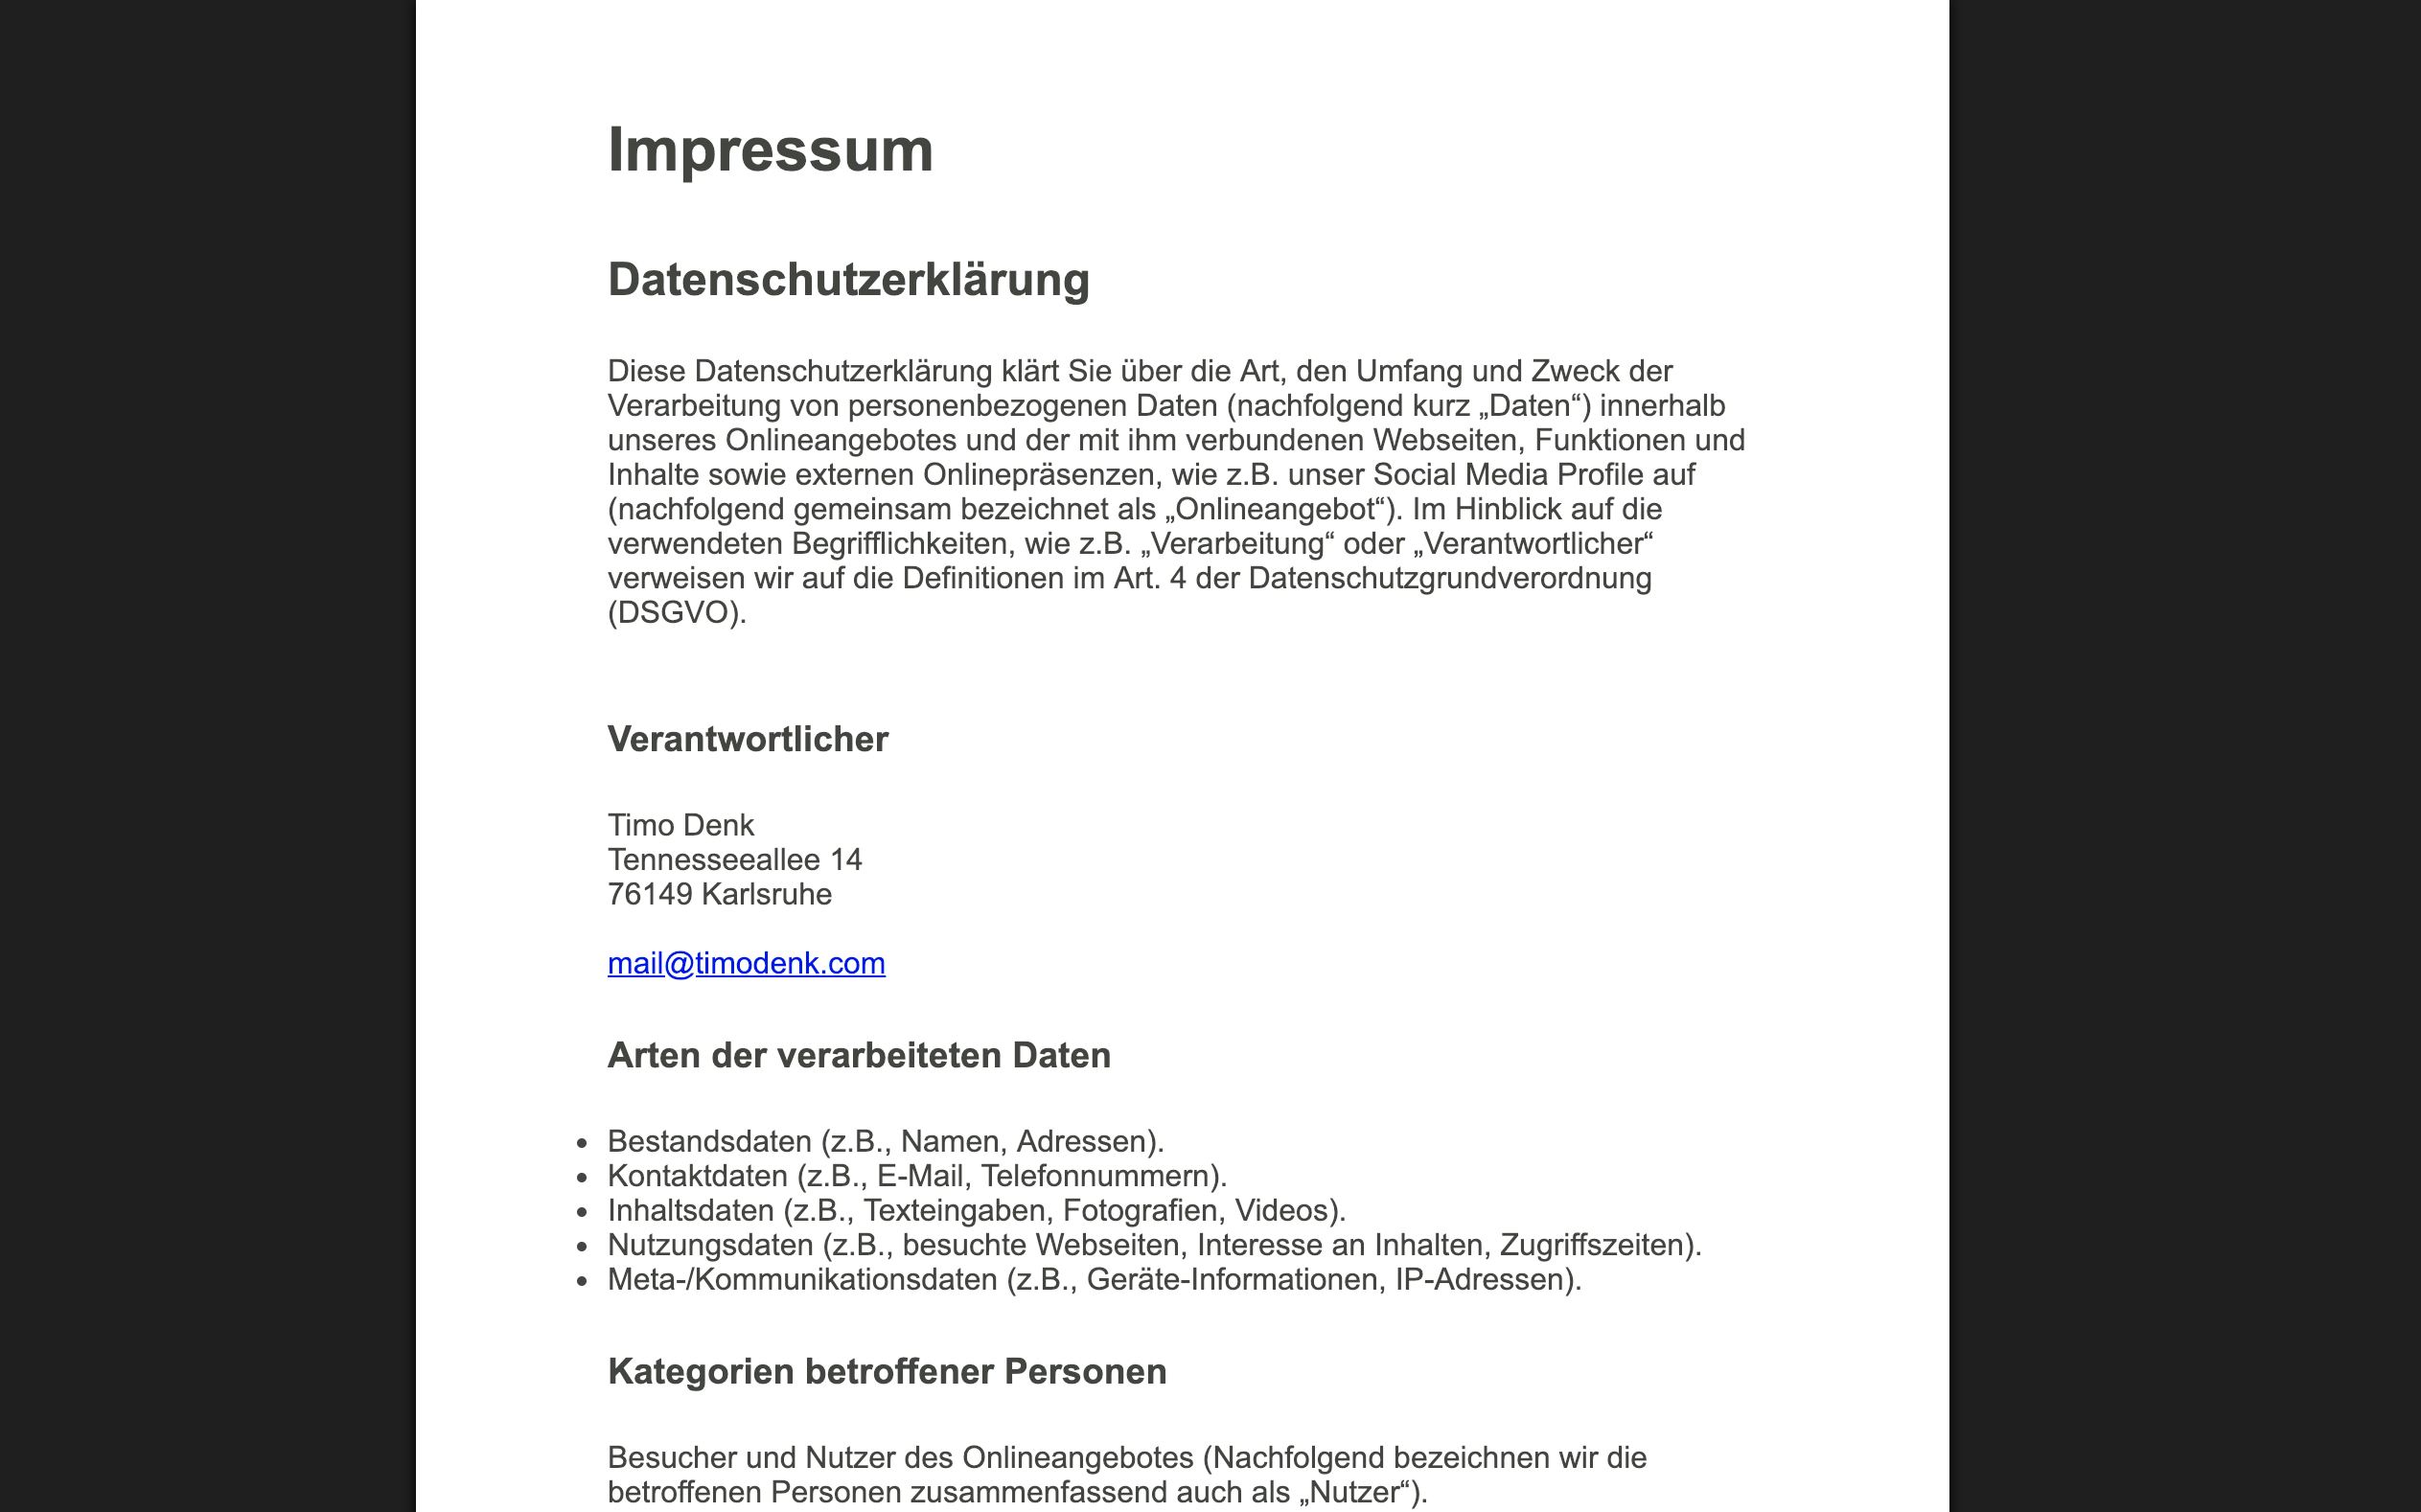 Impressum
Datenschutzerklärung
Diese Datenschutzerklärung klärt Sie über die Art, den Umfang und Zweck der
Verarbeitung von personenbezogenen Daten (nachfolgend kurz „Daten“) innerhalb
unseres Onlineangebotes und der mit ihm verbundenen Webseiten, Funktionen und
Inhalte sowie externen Onlinepräsenzen, wie z.B. unser Social Media Profile auf
(nachfolgend gemeinsam bezeichnet als „Onlineangebot“). Im Hinblick auf die
verwendeten Begrifflichkeiten, wie z.B. „Verarbeitung“ oder „Verantwortlicher“
verweisen wir auf die Definitionen im Art. 4 der Datenschutzgrundverordnung
(DSGVO).
Verantwortlicher
Timo Denk
Tennesseeallee 14
76149 Karlsruhe
mail@timodenk.com
Arten der verarbeiteten Daten
• Bestandsdaten (z.B., Namen, Adressen).
• Kontaktdaten (z.B., E-Mail, Telefonnummern).
• Inhaltsdaten (z.B., Texteingaben, Fotografien, Videos).
• Nutzungsdaten (z.B., besuchte Webseiten, Interesse an Inhalten, Zugriffszeiten).
• Meta-/Kommunikationsdaten (z.B., Geräte-Informationen, IP-Adressen).
Kategorien betroffener Personen
Besucher und Nutzer des Onlineangebotes (Nachfolgend bezeichnen wir die
betroffenen Personen zusammenfassend auch als „Nutzer“).